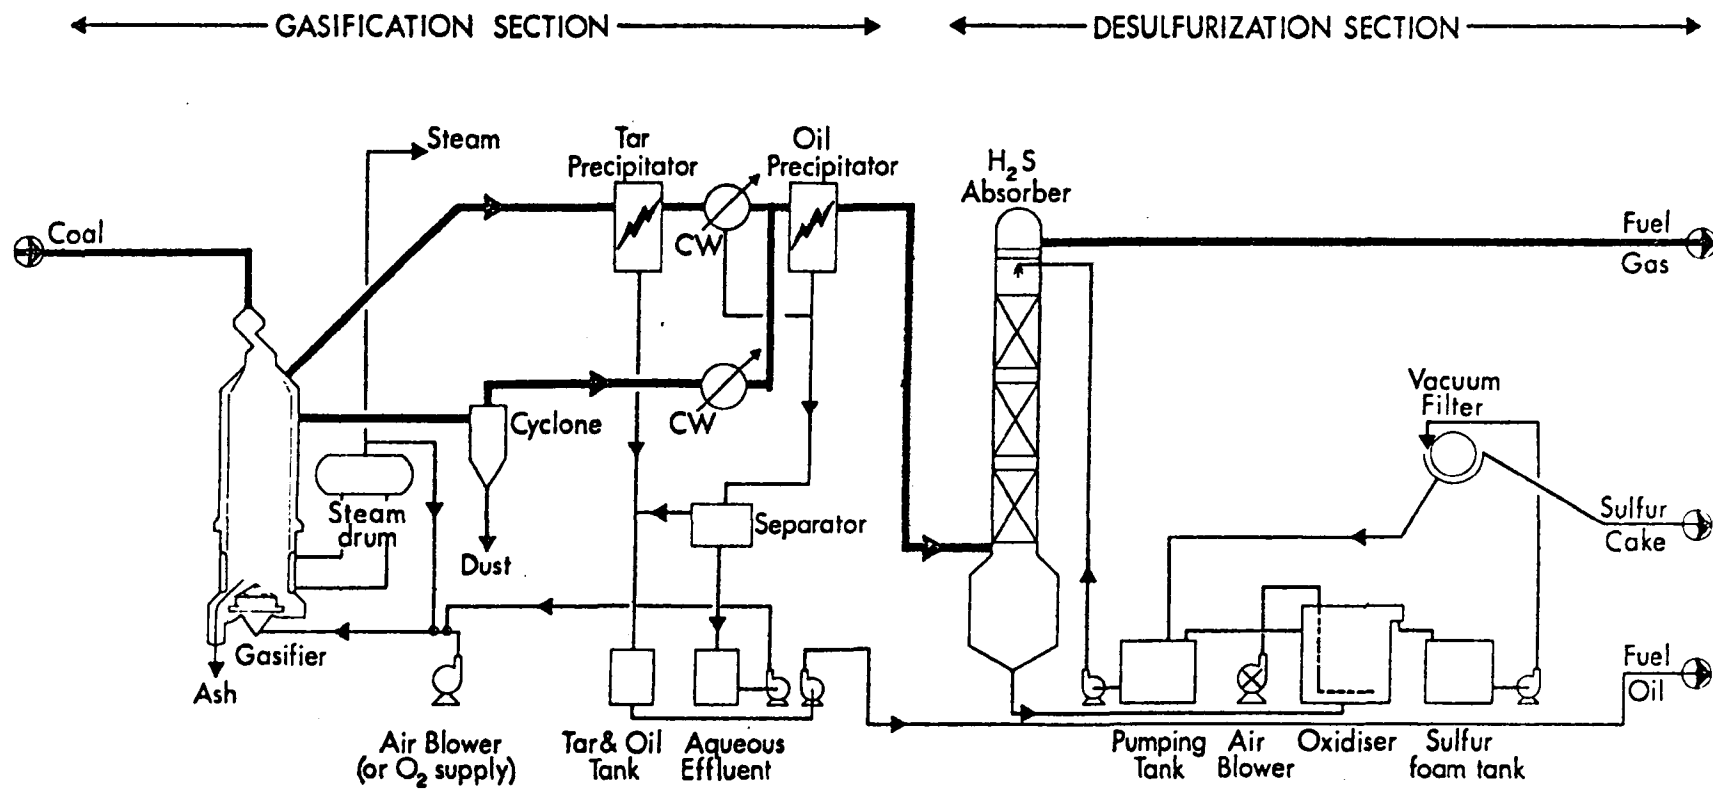 GASIFICATION SECTION
DESULFURIZATION SECTION
Steam
Tar
Precipitator
Oil
Precipitator
H₂S
Absorber
Coal
CW
Fuel
Gas
Cyclone
CW
Vacuum
Filter
Steam
drum
Separator
Dust
Sulfur
Cake
Gasifier
Ash
Fuel
Oil
Air Blower
(or O₂ supply)
Tar & Oil
Tank
Aqueous
Effluent
Pumping
Tank
Air
Blower
Oxidiser
Sulfur
foam tank